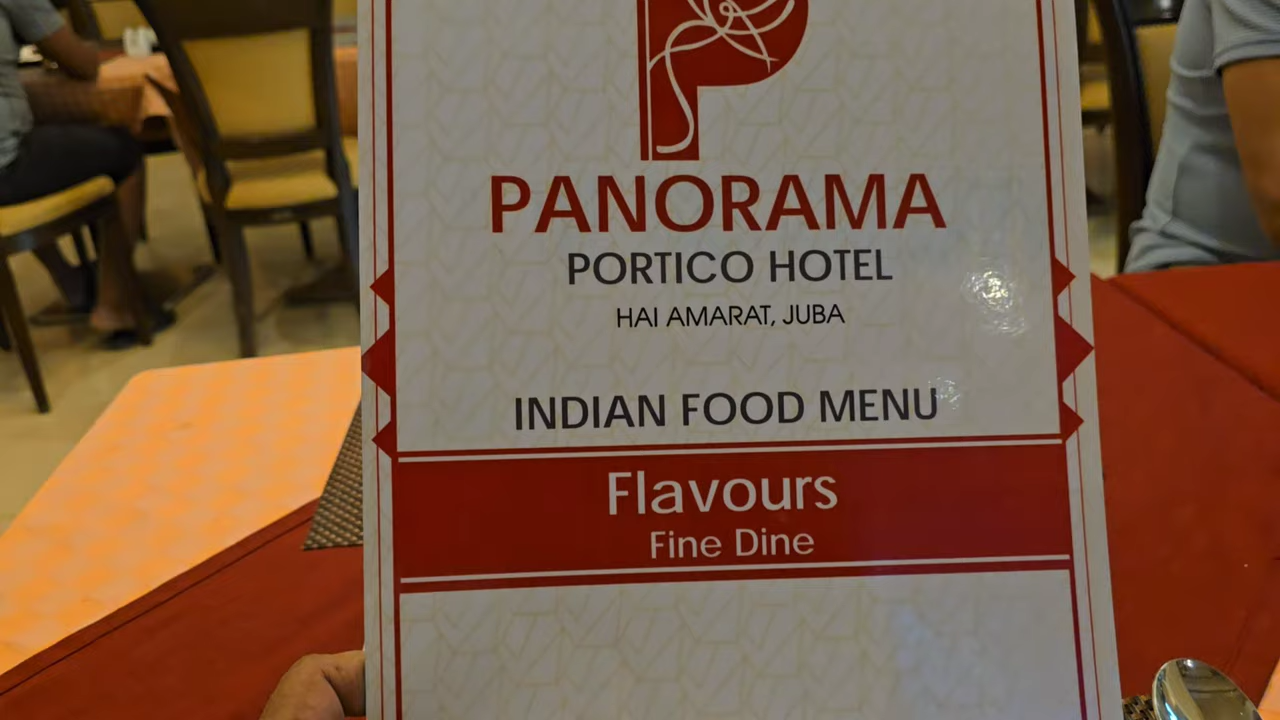 PANORAMA
PORTICO HOTEL
HAI AMARAT, JUBA
INDIAN FOOD MENU
Flavours
Fine Dine